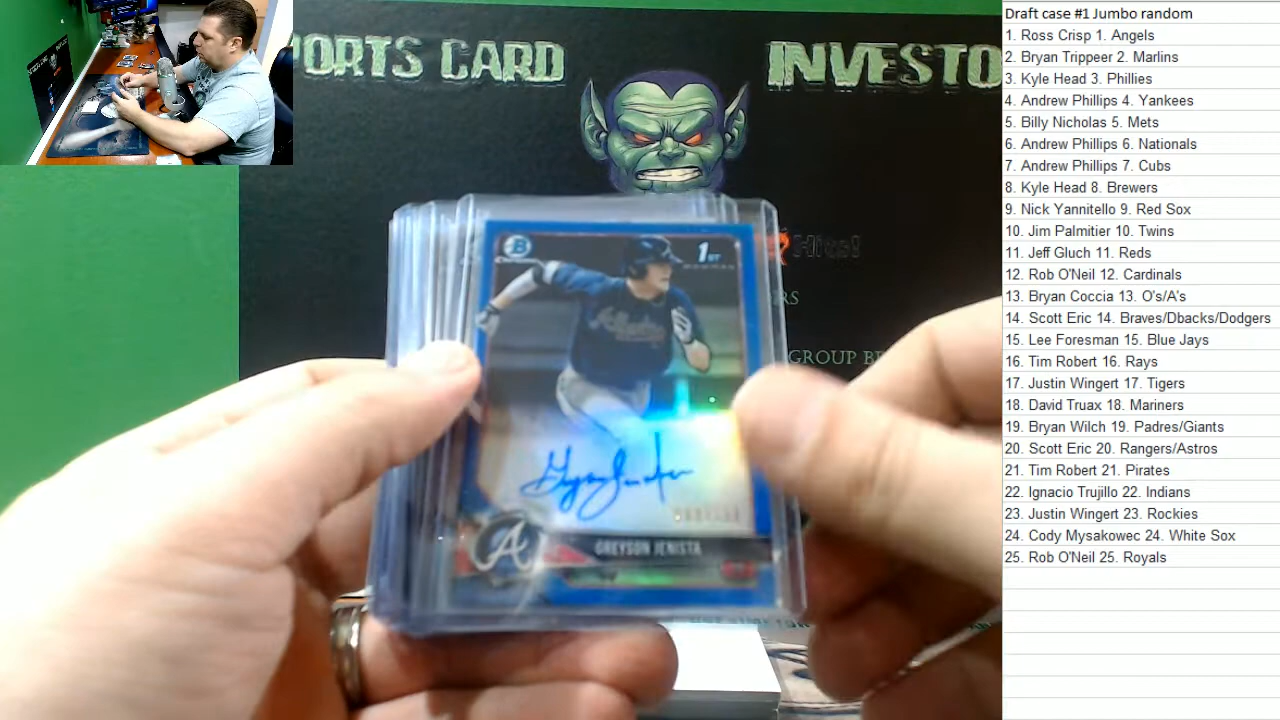 PORTS CARD
INVESTO
Hits!
RS
GROUP BR
B
1ST
BOWMAN
A
GREYSON JENISTA
Draft case #1 Jumbo random
1. Ross Crisp 1. Angels
2. Bryan Trippeer 2. Marlins
3. Kyle Head 3. Phillies
4. Andrew Phillips 4. Yankees
5. Billy Nicholas 5. Mets
6. Andrew Phillips 6. Nationals
7. Andrew Phillips 7. Cubs
8. Kyle Head 8. Brewers
9. Nick Yannitello 9. Red Sox
10. Jim Palmitier 10. Twins
11. Jeff Gluch 11. Reds
12. Rob O'Neil 12. Cardinals
13. Bryan Coccia 13. O's/A's
14. Scott Eric 14. Braves/Dbacks/Dodgers
15. Lee Foresman 15. Blue Jays
16. Tim Robert 16. Rays
17. Justin Wingert 17. Tigers
18. David Truax 18. Mariners
19. Bryan Wilch 19. Padres/Giants
20. Scott Eric 20. Rangers/Astros
21. Tim Robert 21. Pirates
22. Ignacio Trujillo 22. Indians
23. Justin Wingert 23. Rockies
24. Cody Mysakowec 24. White Sox
25. Rob O'Neil 25. Royals